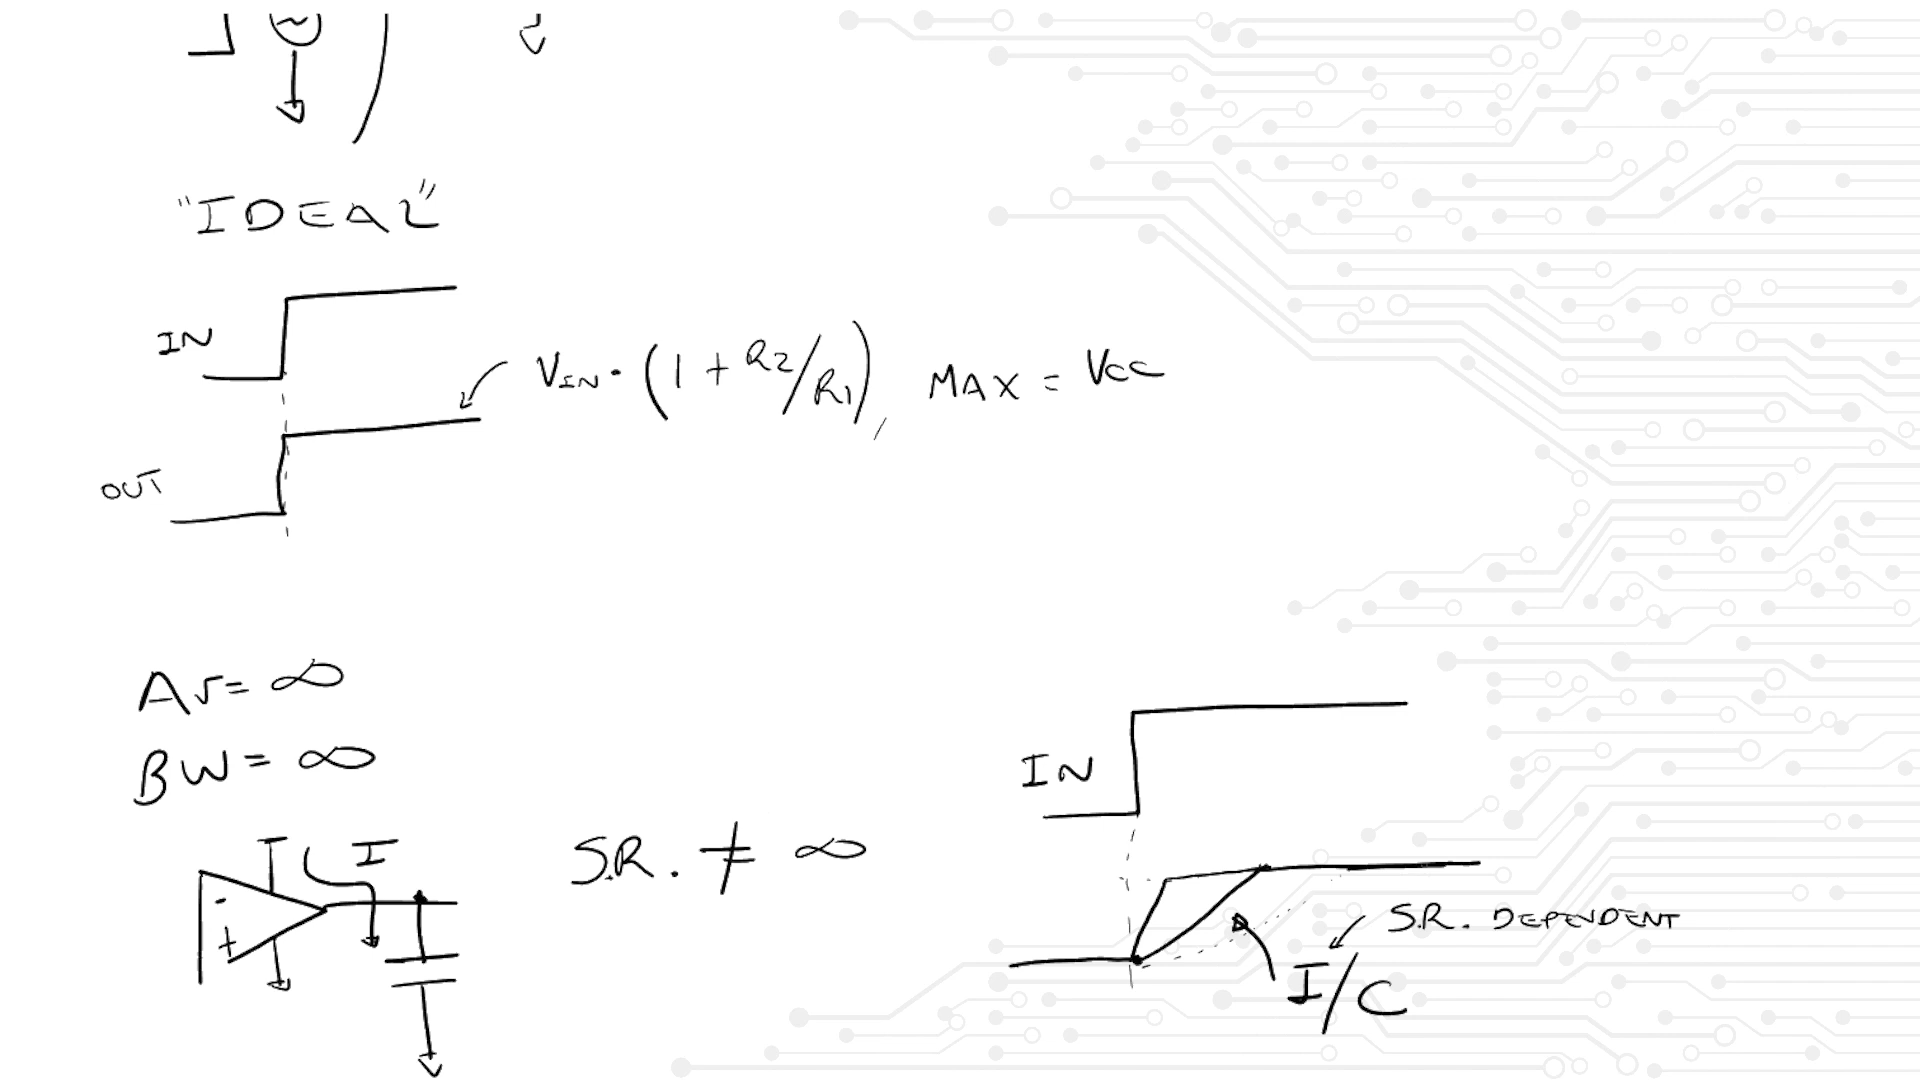 "IDEAL"
IN
VIN · (1 + R2/R1), MAX = VCC
OUT
Av = ∞
BW = ∞
IN
I
S.R. ≠ ∞
-
+
S.R. DEPENDENT
I/C